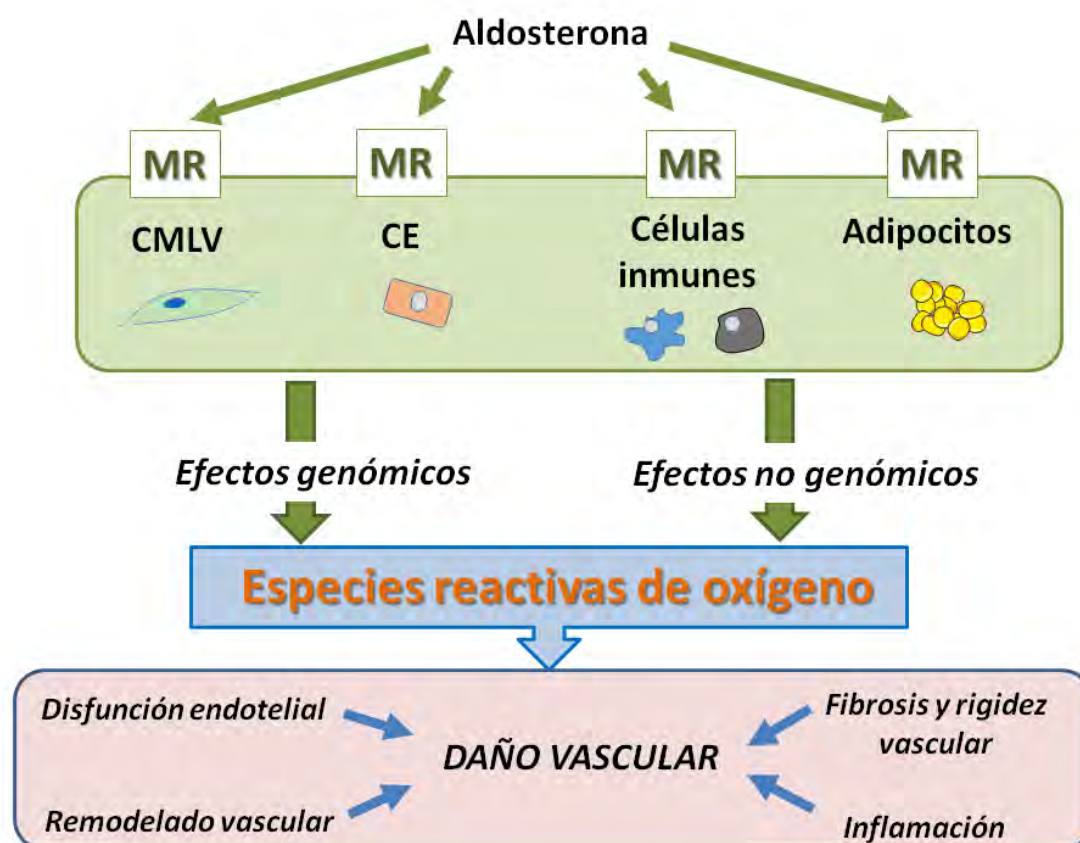 Aldosterona
MR
MR
MR
MR
CMLV
CE
Células
inmunes
Adipocitos
Efectos genómicos
Efectos no genómicos
Especies reactivas de oxígeno
Disfunción endotelial
Fibrosis y rigidez
vascular
DAÑO VASCULAR
Remodelado vascular
Inflamación